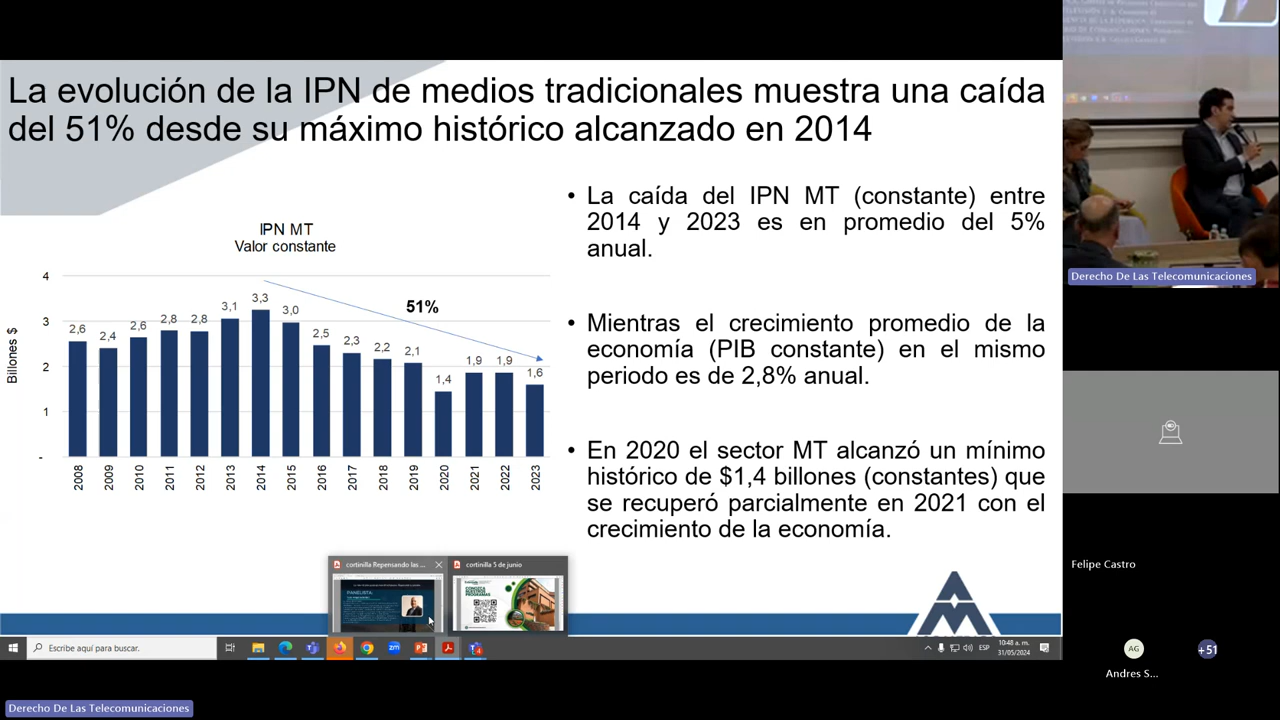 La evolución de la IPN de medios tradicionales muestra una caída
del 51% desde su máximo histórico alcanzado en 2014
IPN MT
Valor constante
Billones $
4
3
2
1
-
2,6
2,4
2,6
2,8
2,8
3,1
3,3
3,0
2,5
2,3
2,2
2,1
1,4
1,9
1,9
1,6
51%
2008
2009
2010
2011
2012
2013
2014
2015
2016
2017
2018
2019
2020
2021
2022
2023
• La caída del IPN MT (constante) entre
2014 y 2023 es en promedio del 5%
anual.
• Mientras el crecimiento promedio de la
economía (PIB constante) en el mismo
periodo es de 2,8% anual.
• En 2020 el sector MT alcanzó un mínimo
histórico de $1,4 billones (constantes) que
se recuperó parcialmente en 2021 con el
crecimiento de la economía.
cortinilla Repensando las ...
cortinilla 5 de junio
PANELISTA
CONOZCA
NUESTROS
PROGRAMAS
Escribe aquí para buscar.
zm
ESP
10:48 a. m.
31/05/2024
Derecho De Las Telecomunicaciones
Felipe Castro
AG
Andres S...
+51
Derecho De Las Telecomunicaciones